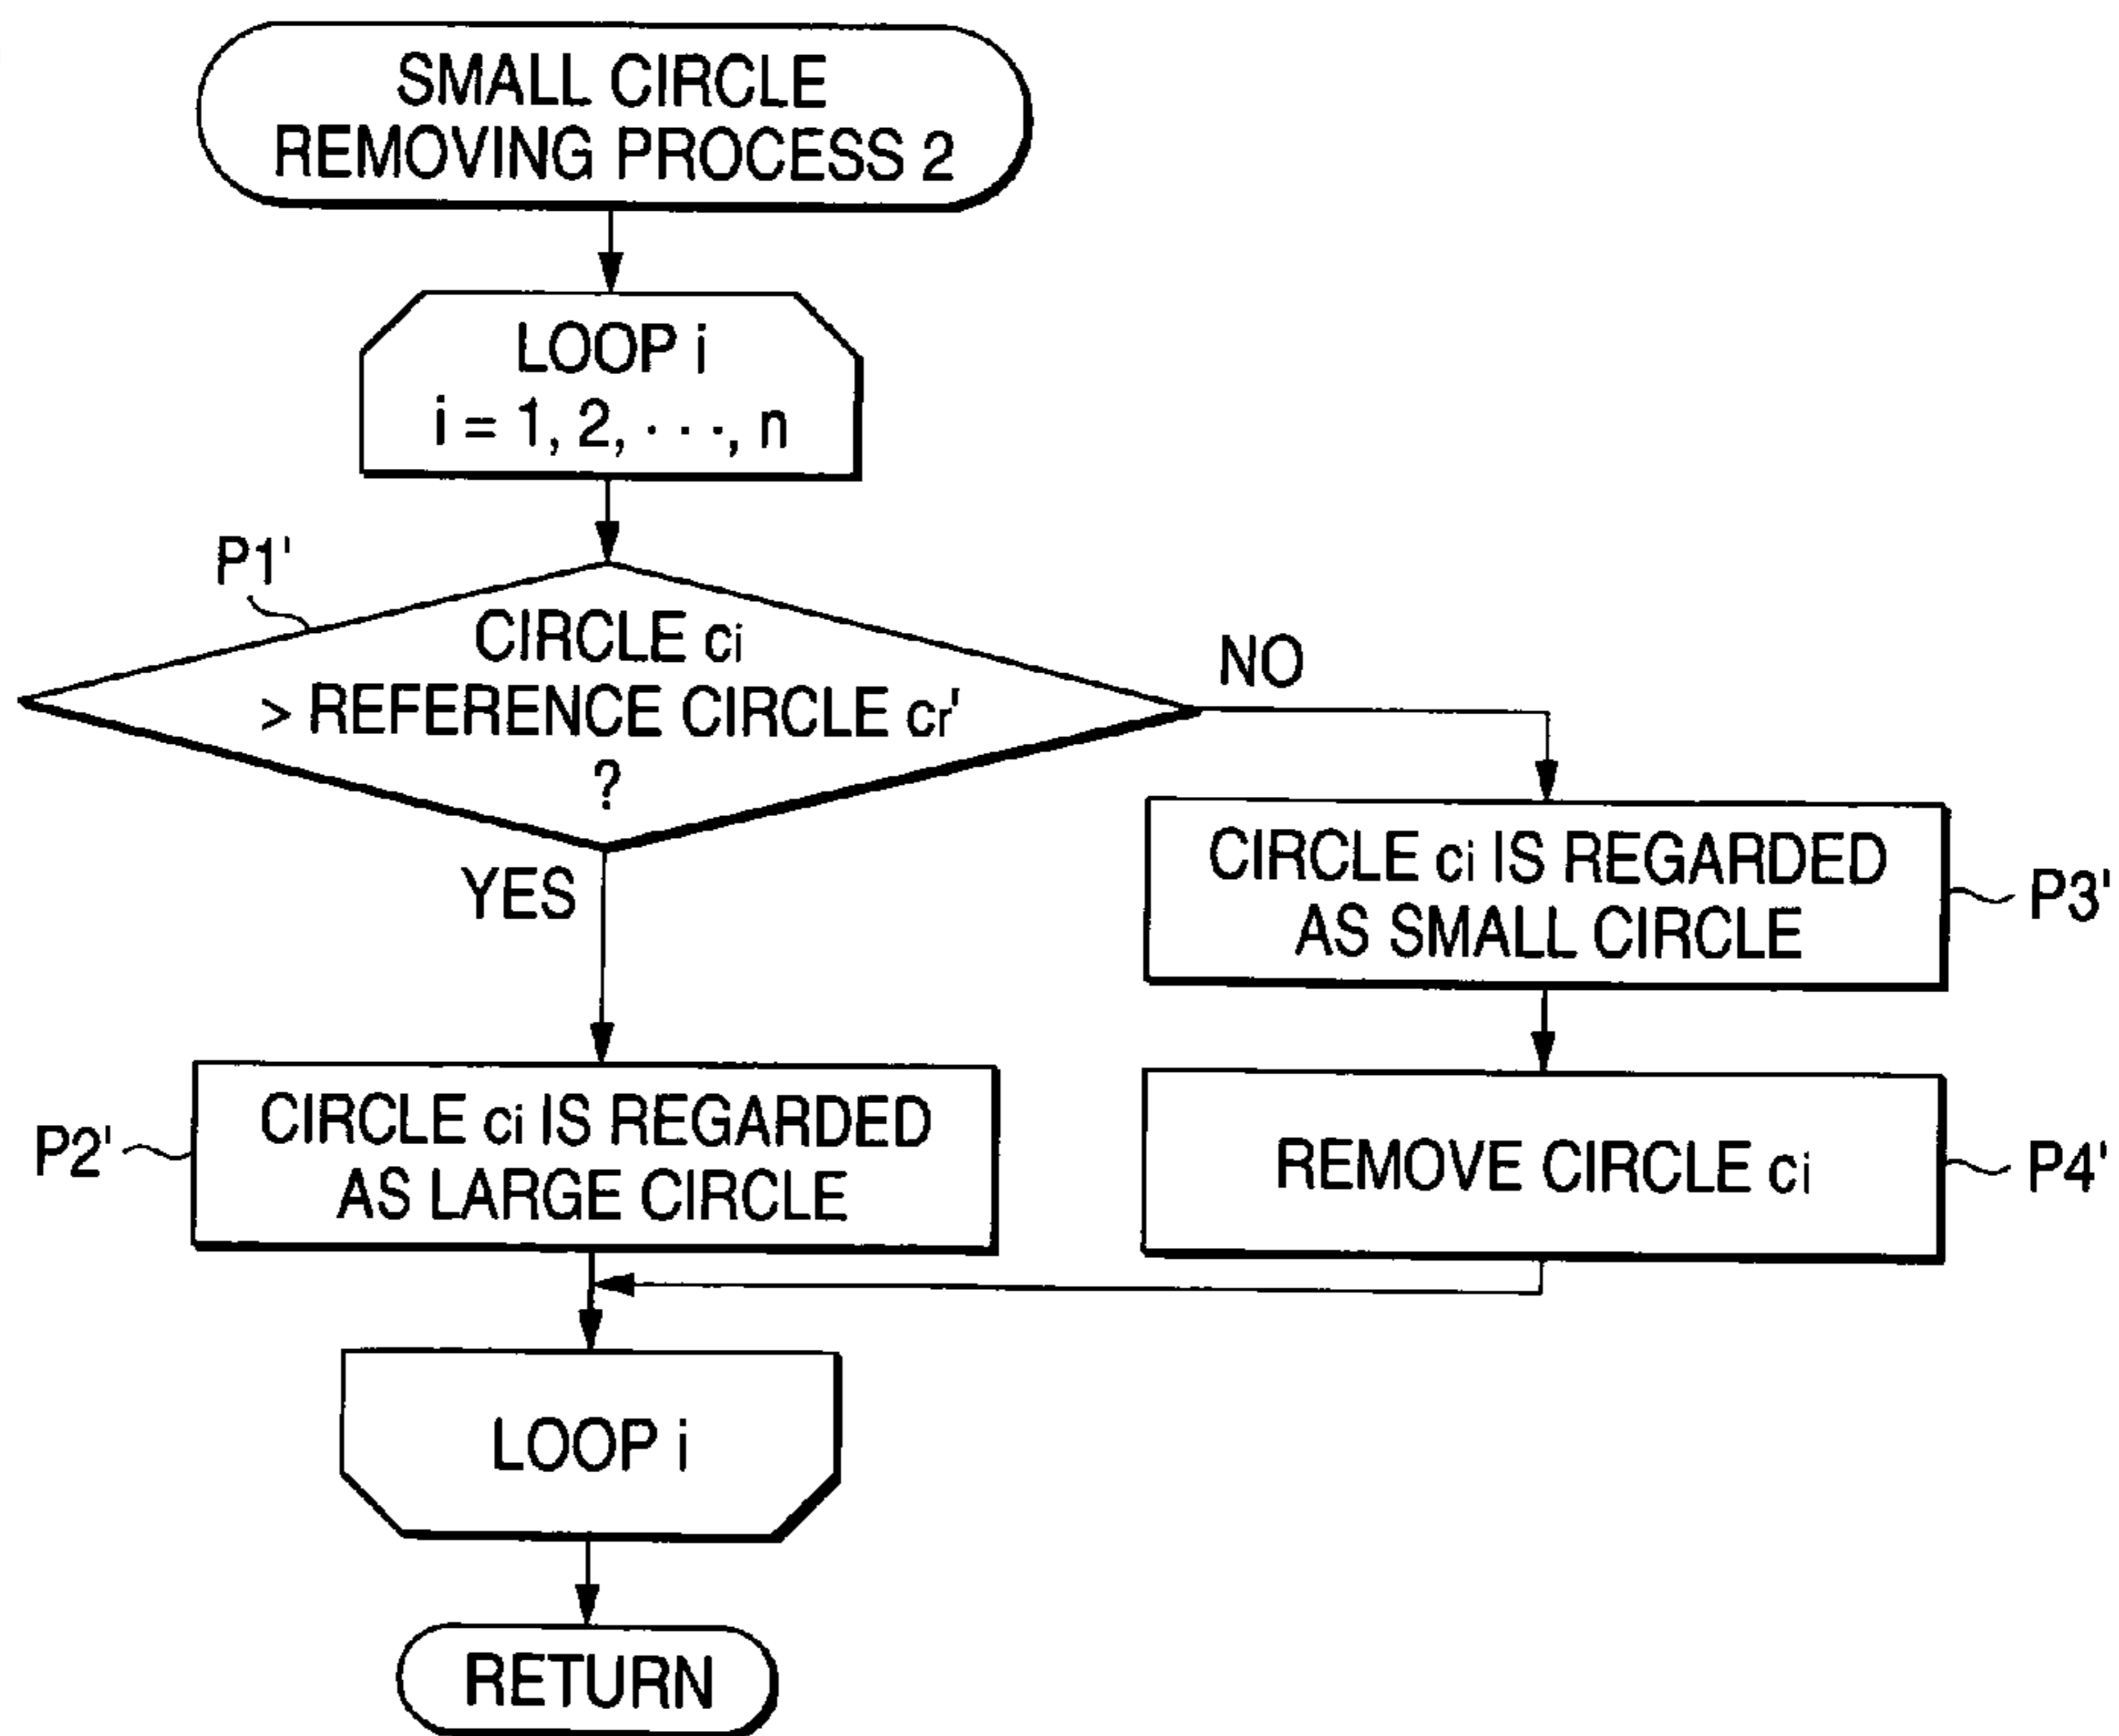 SMALL CIRCLE
REMOVING PROCESS 2
LOOP i
i = 1, 2, ···, n
P1'
CIRCLE ci
> REFERENCE CIRCLE cr'
?
NO
YES
CIRCLE ci IS REGARDED
AS SMALL CIRCLE
P3'
P2'
CIRCLE ci IS REGARDED
AS LARGE CIRCLE
REMOVE CIRCLE ci
P4'
LOOP i
RETURN